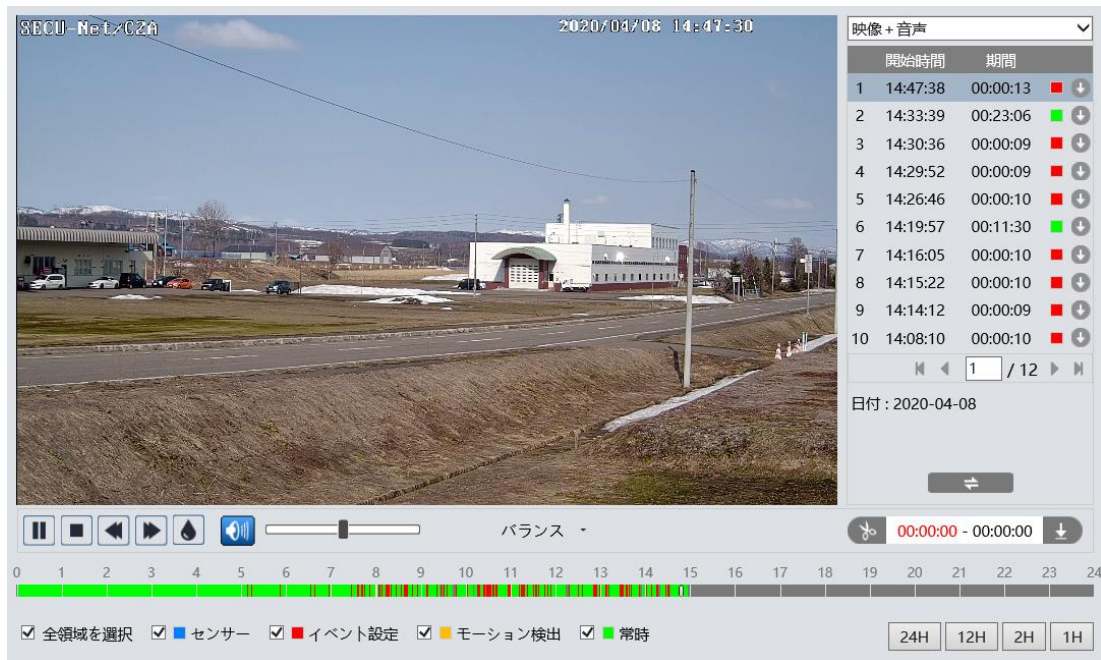 SECU-Net/CZA 2020/04/08 14:47:30
映像+音声
開始時間 期間
1 14:47:38 00:00:13
2 14:33:39 00:23:06
3 14:30:36 00:00:09
4 14:29:52 00:00:09
5 14:26:46 00:00:10
6 14:19:57 00:11:30
7 14:16:05 00:00:10
8 14:15:22 00:00:10
9 14:14:12 00:00:09
10 14:08:10 00:00:10
1 / 12
日付 : 2020-04-08
バランス
00:00:00 - 00:00:00
0 1 2 3 4 5 6 7 8 9 10 11 12 13 14 15 16 17 18 19 20 21 22 23 24
全領域を選択 センサー イベント設定 モーション検出 常時
24H 12H 2H 1H